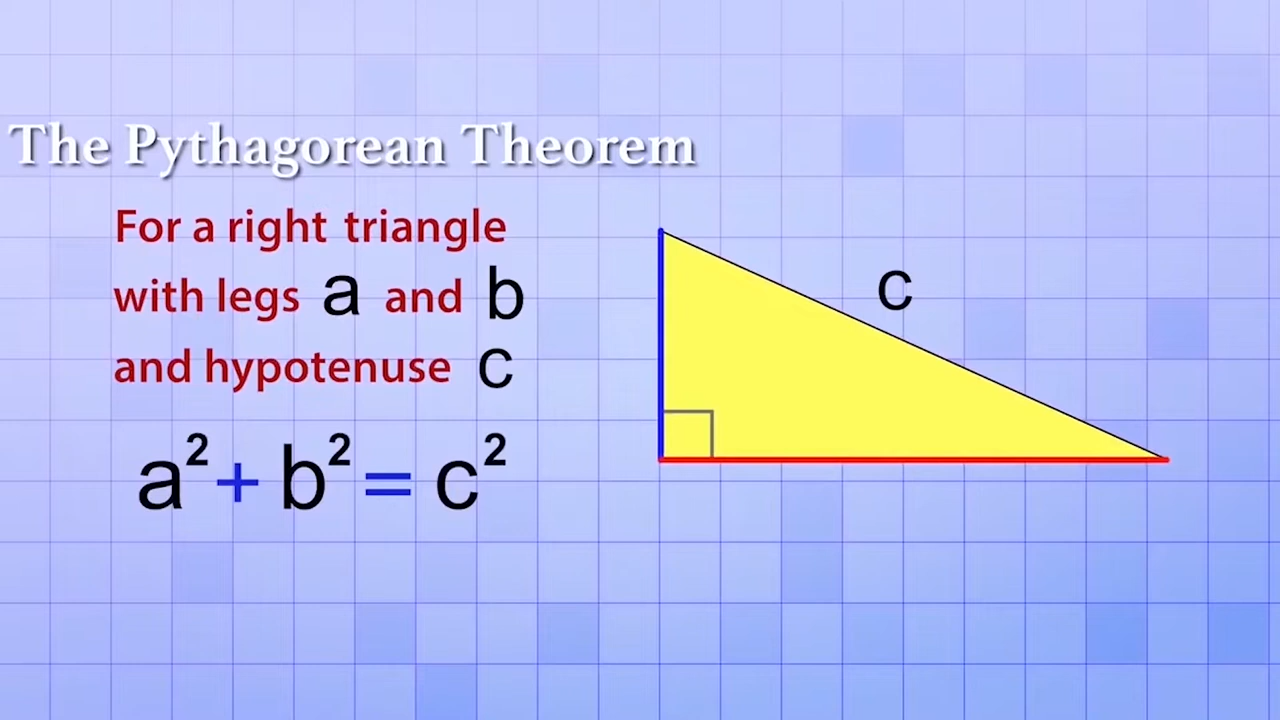 The Pythagorean Theorem
For a right triangle
with legs a and b
and hypotenuse c
a² + b² = c²
c